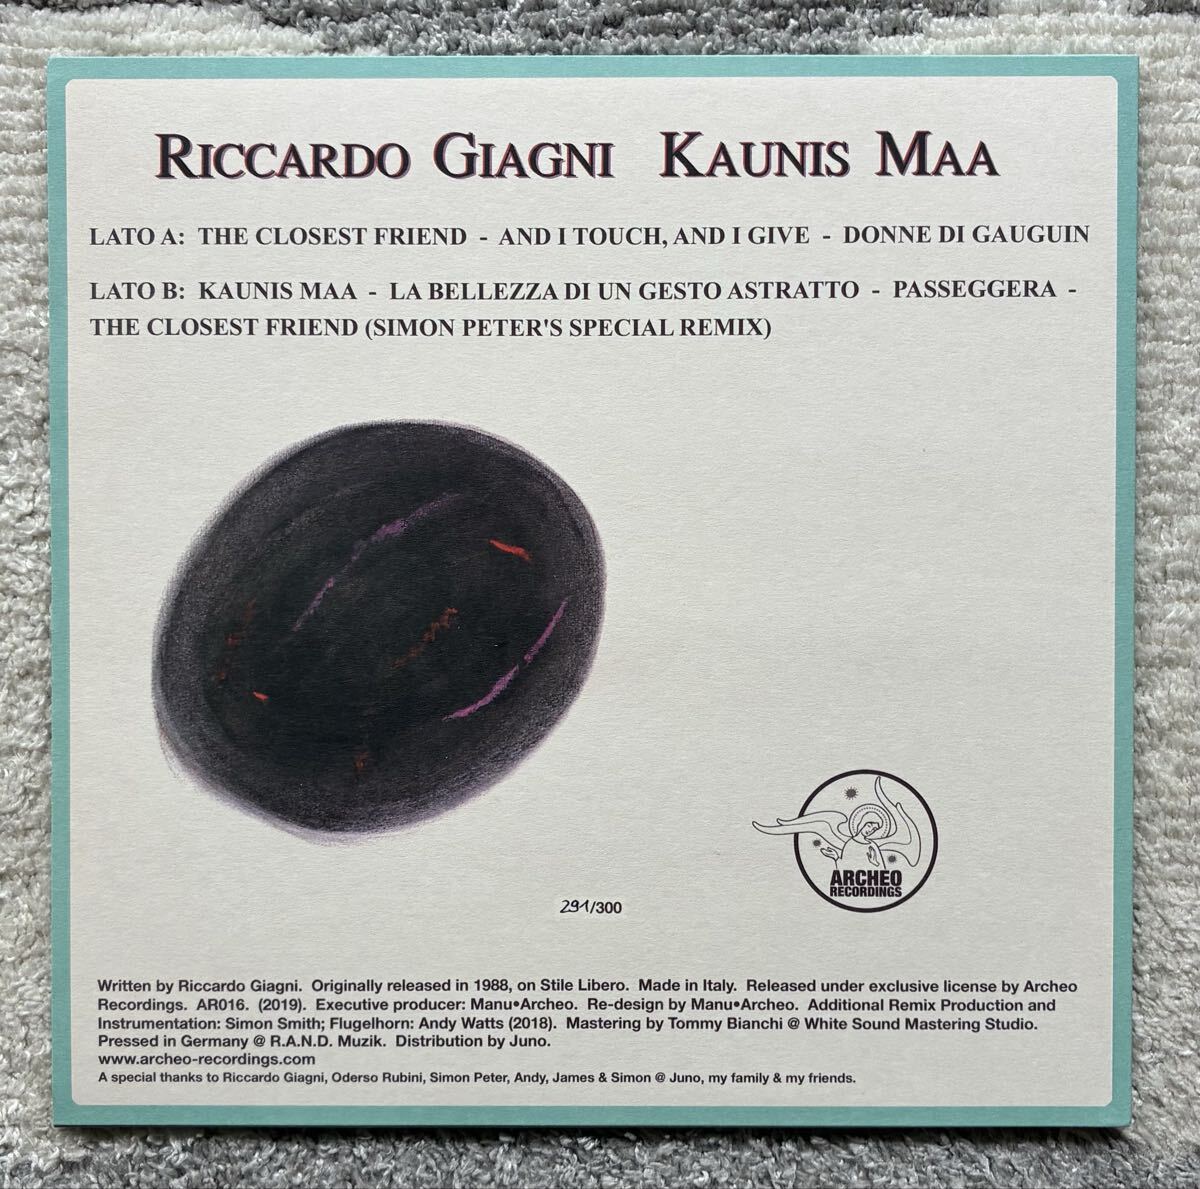 RICCARDO GIAGNI KAUNIS MAA
LATO A: THE CLOSEST FRIEND - AND I TOUCH, AND I GIVE - DONNE DI GAUGUIN
LATO B: KAUNIS MAA - LA BELLEZZA DI UN GESTO ASTRATTO - PASSEGGERA -
THE CLOSEST FRIEND (SIMON PETER'S SPECIAL REMIX)
ARCHEO
RECORDINGS
291/300
Written by Riccardo Giagni. Originally released in 1988, on Stile Libero. Made in Italy. Released under exclusive license by Archeo
Recordings. AR016. (2019). Executive producer: Manu•Archeo. Re-design by Manu•Archeo. Additional Remix Production and
Instrumentation: Simon Smith; Flugelhorn: Andy Watts (2018). Mastering by Tommy Bianchi @ White Sound Mastering Studio.
Pressed in Germany @ R.A.N.D. Muzik. Distribution by Juno.
www.archeo-recordings.com
A special thanks to Riccardo Giagni, Oderso Rubini, Simon Peter, Andy, James & Simon @ Juno, my family & my friends.